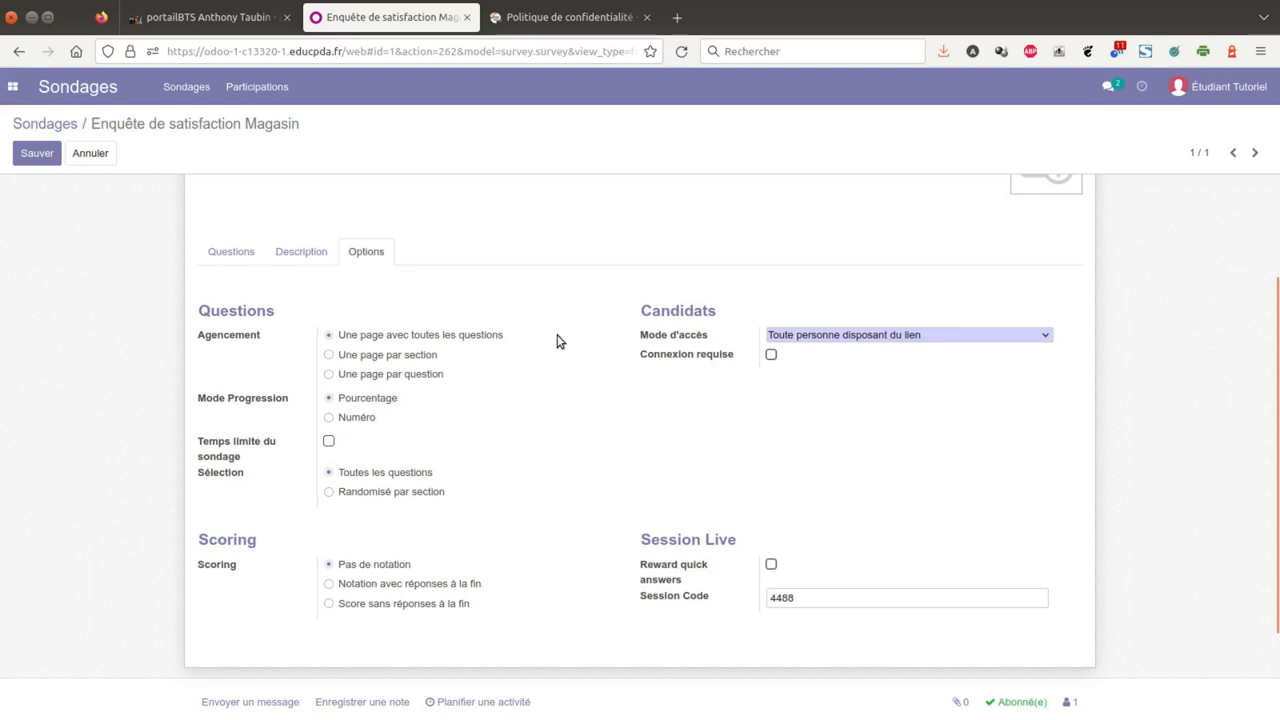 portailBTS Anthony Taubin ·
Enquête de satisfaction Mag
Politique de confidentialité ·
https://odoo-1-c13320-1.educpda.fr/web#id=1&action=262&model=survey.survey&view_type=f
Rechercher
ABP
11
Sondages
Sondages
Participations
2
Étudiant Tutoriel
Sondages / Enquête de satisfaction Magasin
Sauver
Annuler
1 / 1
Questions
Description
Options
Questions
Candidats
Agencement
Une page avec toutes les questions
Une page par section
Une page par question
Mode d'accès
Toute personne disposant du lien
Connexion requise
Mode Progression
Pourcentage
Numéro
Temps limite du
sondage
Sélection
Toutes les questions
Randomisé par section
Scoring
Session Live
Scoring
Pas de notation
Notation avec réponses à la fin
Score sans réponses à la fin
Reward quick
answers
Session Code
4488
Envoyer un message
Enregistrer une note
Planifier une activité
0
Abonné(e)
1